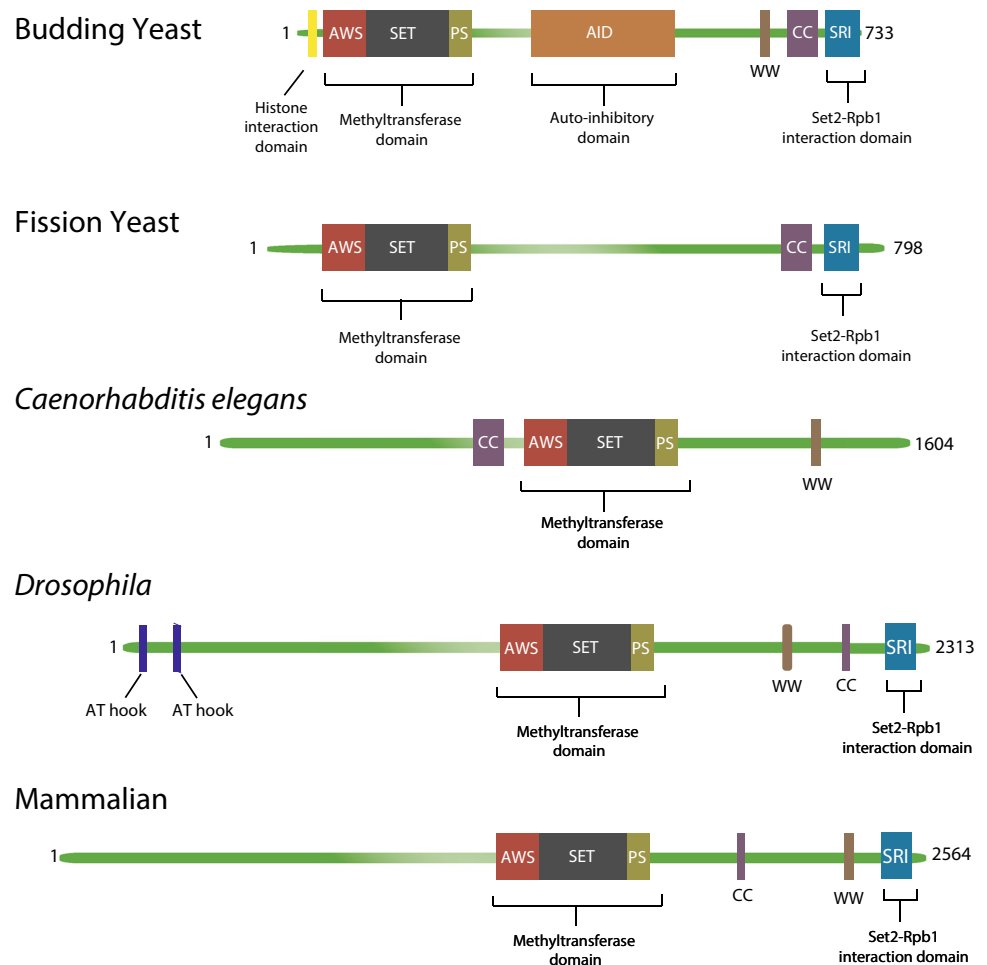 Budding Yeast
1
AWS
SET
PS
AID
WW
CC
SRI
733
Histone
interaction
domain
Methyltransferase
domain
Auto-inhibitory
domain
Set2-Rpb1
interaction domain
Fission Yeast
1
AWS
SET
PS
CC
SRI
798
Methyltransferase
domain
Set2-Rpb1
interaction domain
Caenorhabditis elegans
1
CC
AWS
SET
PS
WW
1604
Methyltransferase
domain
Drosophila
1
AT hook
AT hook
AWS
SET
PS
WW
CC
SRI
2313
Methyltransferase
domain
Set2-Rpb1
interaction domain
Mammalian
1
AWS
SET
PS
CC
WW
SRI
2564
Methyltransferase
domain
Set2-Rpb1
interaction domain